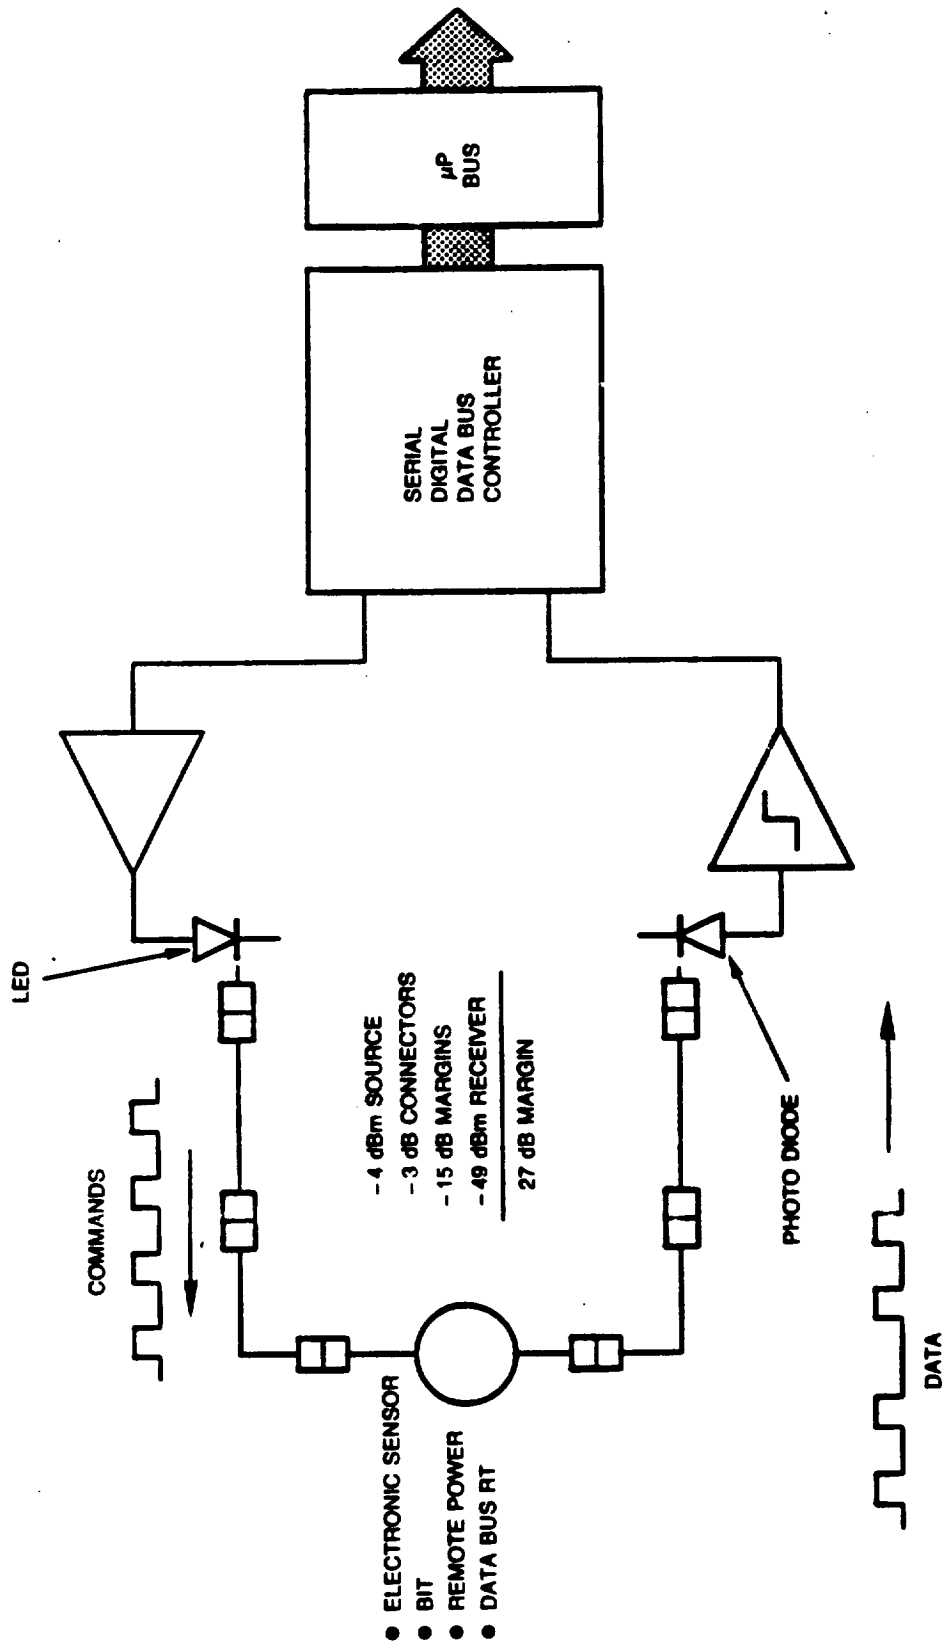 LED
COMMANDS
● ELECTRONIC SENSOR
● BIT
● REMOTE POWER
● DATA BUS RT
- 4 dBm SOURCE
- 3 dB CONNECTORS
- 15 dB MARGINS
- 49 dBm RECEIVER
27 dB MARGIN
SERIAL
DIGITAL
DATA BUS
CONTROLLER
µP
BUS
PHOTO DIODE
DATA